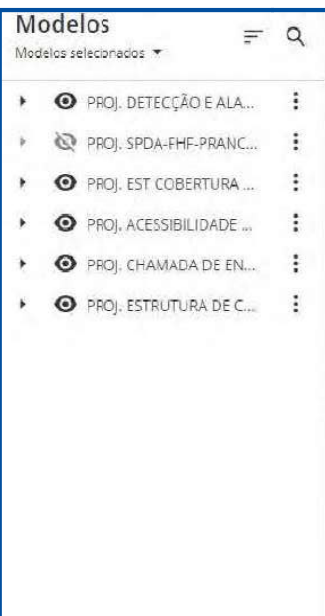 Modelos
Modelos selecionados
PROJ. DETECÇÃO E ALA...
PROJ. SPDA-FHF-PRANC...
PROJ. EST COBERTURA ...
PROJ. ACESSIBILIDADE ...
PROJ. CHAMADA DE EN...
PROJ. ESTRUTURA DE C...